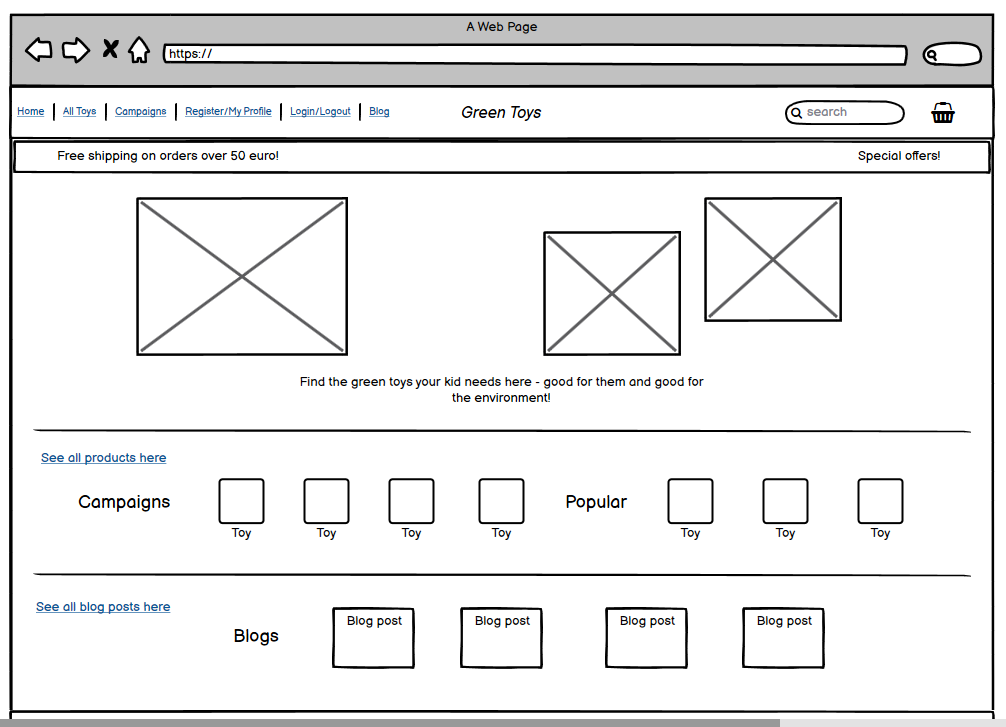 A Web Page
https://
Home All Toys Campaigns Register/My Profile Login/Logout Blog Green Toys search
Free shipping on orders over 50 euro! Special offers!
Find the green toys your kid needs here - good for them and good for
the environment!
See all products here
Campaigns Popular
Toy Toy Toy Toy Toy Toy Toy
See all blog posts here
Blog post Blog post Blog post Blog post
Blogs